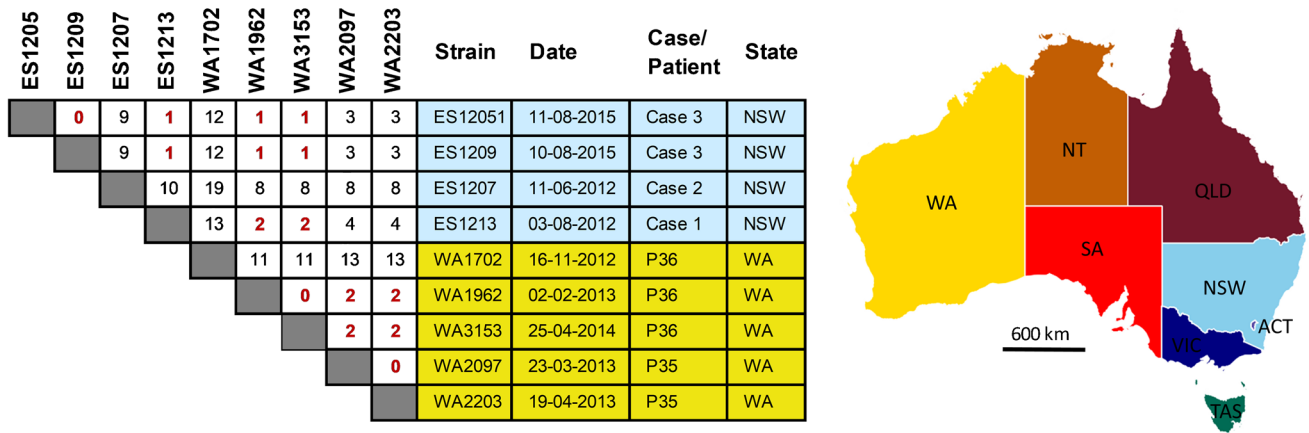 ES1205 ES1209 ES1207 ES1213 WA1702 WA1962 WA3153 WA2097 WA2203 Strain Date Case/ Patient State
0 9 1 12 1 1 3 3 ES12051 11-08-2015 Case 3 NSW
9 1 12 1 1 3 3 ES1209 10-08-2015 Case 3 NSW
10 19 8 8 8 8 ES1207 11-06-2012 Case 2 NSW
13 2 2 4 4 ES1213 03-08-2012 Case 1 NSW
11 11 13 13 WA1702 16-11-2012 P36 WA
0 2 2 WA1962 02-02-2013 P36 WA
2 2 WA3153 25-04-2014 P36 WA
0 WA2097 23-03-2013 P35 WA
WA2203 19-04-2013 P35 WA
NT
QLD
WA
SA
NSW
ACT
600 km
VIC
TAS